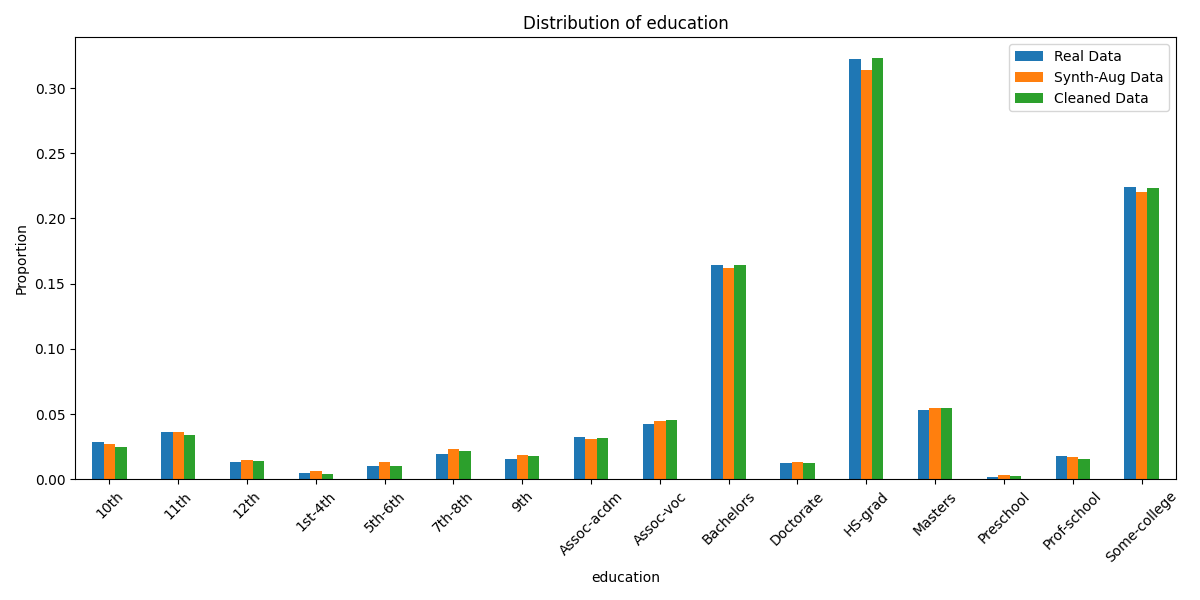 Distribution of education
Real Data
Synth-Aug Data
Cleaned Data
Proportion
0.30
0.25
0.20
0.15
0.10
0.05
0.00
10th
11th
12th
1st-4th
5th-6th
7th-8th
9th
Assoc-acdm
Assoc-voc
Bachelors
Doctorate
HS-grad
Masters
Preschool
Prof-school
Some-college
education